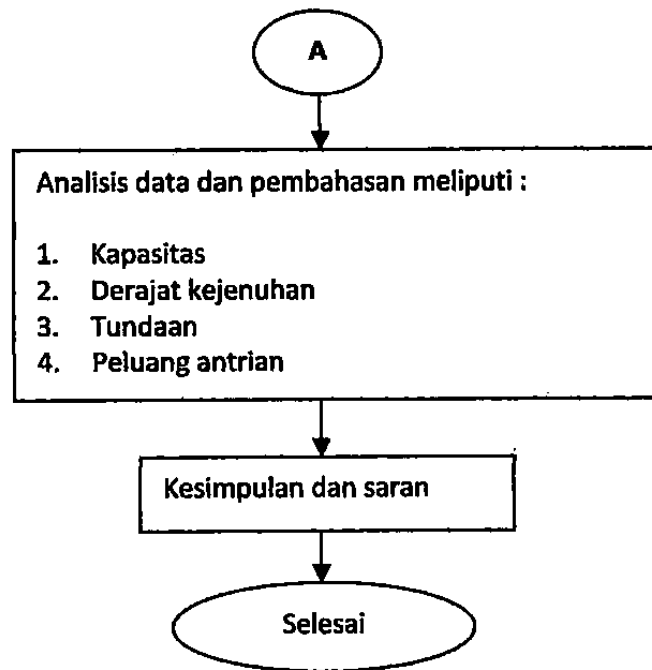 A
Analisis data dan pembahasan meliputi :
1. Kapasitas
2. Derajat kejenuhan
3. Tundaan
4. Peluang antrian
Kesimpulan dan saran
Selesai